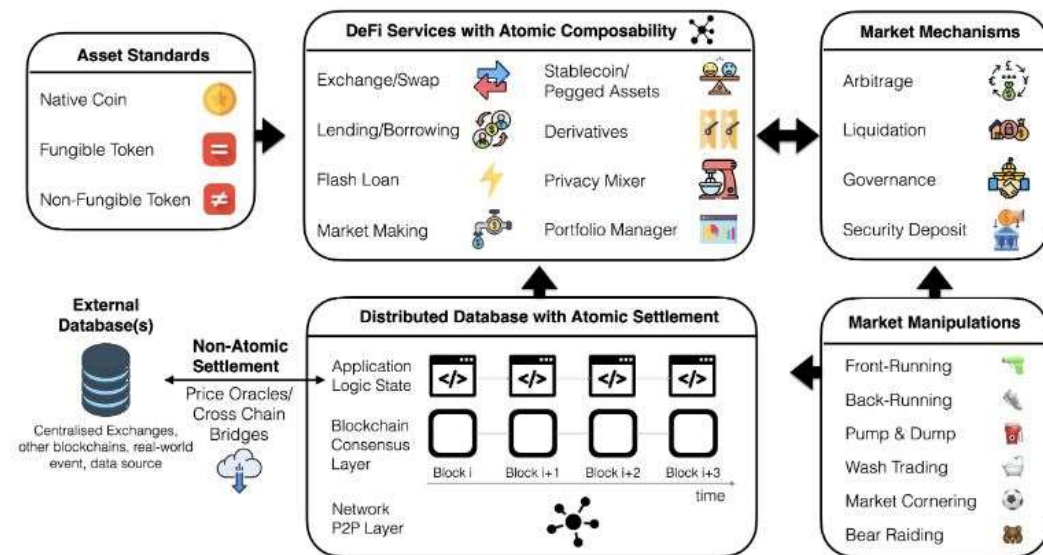 Asset Standards
Native Coin
Fungible Token
Non-Fungible Token
DeFi Services with Atomic Composability
Exchange/Swap
Lending/Borrowing
Flash Loan
Market Making
Stablecoin/
Pegged Assets
Derivatives
Privacy Mixer
Portfolio Manager
Market Mechanisms
Arbitrage
Liquidation
Governance
Security Deposit
External
Database(s)
Centralised Exchanges,
other blockchains, real-world
event, data source
Non-Atomic
Settlement
Price Oracles/
Cross Chain
Bridges
Distributed Database with Atomic Settlement
Application
Logic State
</>
</>
</>
</>
Blockchain
Consensus
Layer
Block i
Block i+1
Block i+2
Block i+3
time
Network
P2P Layer
Market Manipulations
Front-Running
Back-Running
Pump & Dump
Wash Trading
Market Cornering
Bear Raiding